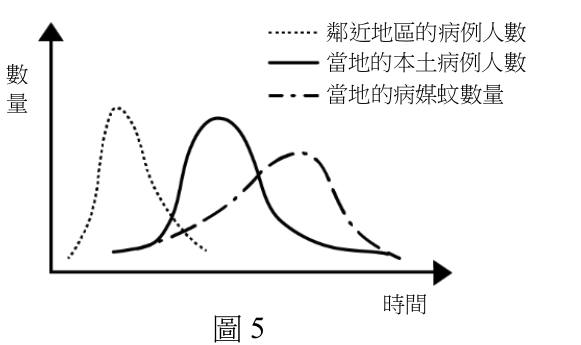 鄰近地區的病例人數
當地的本土病例人數
當地的病媒蚊數量
數
量
時間
圖 5